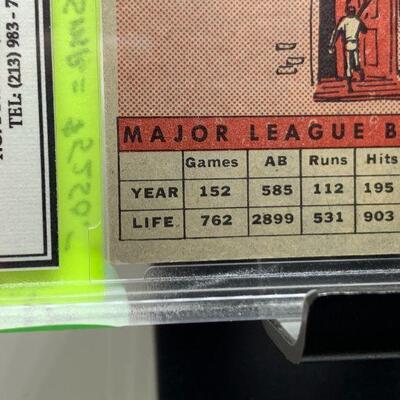 TEL: (213) 983-7
MAJOR LEAGUE B
Games AB Runs Hits
YEAR 152 585 112 195
LIFE 762 2899 531 903